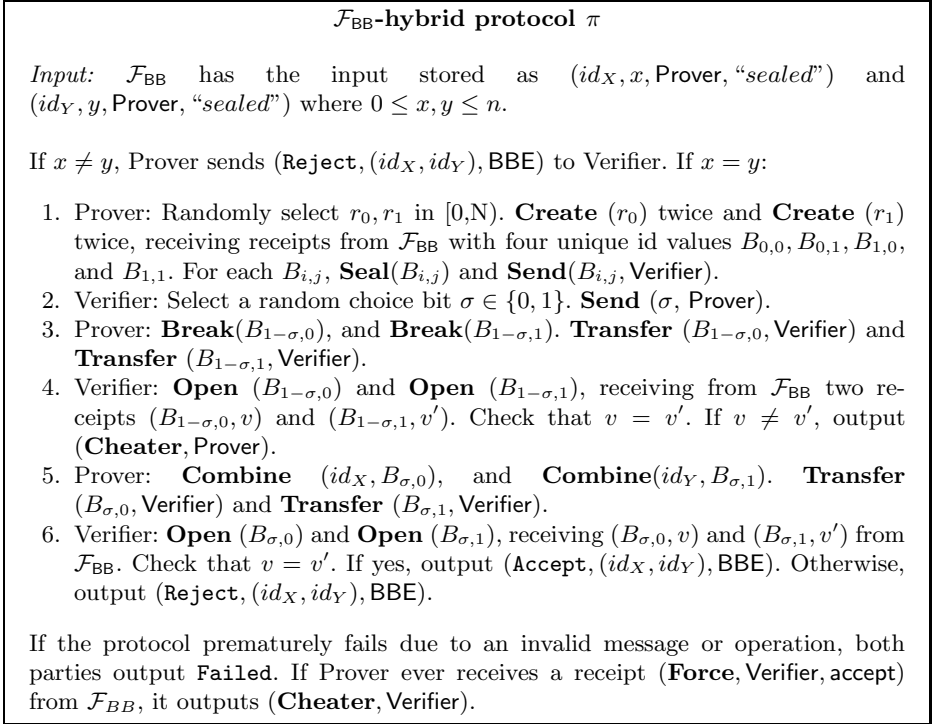 𝓕_BB-hybrid protocol π
Input: 𝓕_BB has the input stored as (id_X, x, Prover, “sealed”) and
(id_Y, y, Prover, “sealed”) where 0 ≤ x, y ≤ n.
If x ≠ y, Prover sends (Reject, (id_X, id_Y), BBE) to Verifier. If x = y:
1. Prover: Randomly select r_0, r_1 in [0,N). Create (r_0) twice and Create (r_1)
twice, receiving receipts from 𝓕_BB with four unique id values B_{0,0}, B_{0,1}, B_{1,0},
and B_{1,1}. For each B_{i,j}, Seal(B_{i,j}) and Send(B_{i,j}, Verifier).
2. Verifier: Select a random choice bit σ ∈ {0, 1}. Send (σ, Prover).
3. Prover: Break(B_{1−σ,0}), and Break(B_{1−σ,1}). Transfer (B_{1−σ,0}, Verifier) and
Transfer (B_{1−σ,1}, Verifier).
4. Verifier: Open (B_{1−σ,0}) and Open (B_{1−σ,1}), receiving from 𝓕_BB two re-
ceipts (B_{1−σ,0}, v) and (B_{1−σ,1}, v′). Check that v = v′. If v ≠ v′, output
(Cheater, Prover).
5. Prover: Combine (id_X, B_{σ,0}), and Combine(id_Y, B_{σ,1}). Transfer
(B_{σ,0}, Verifier) and Transfer (B_{σ,1}, Verifier).
6. Verifier: Open (B_{σ,0}) and Open (B_{σ,1}), receiving (B_{σ,0}, v) and (B_{σ,1}, v′) from
𝓕_BB. Check that v = v′. If yes, output (Accept, (id_X, id_Y), BBE). Otherwise,
output (Reject, (id_X, id_Y), BBE).
If the protocol prematurely fails due to an invalid message or operation, both
parties output Failed. If Prover ever receives a receipt (Force, Verifier, accept)
from 𝓕_BB, it outputs (Cheater, Verifier).